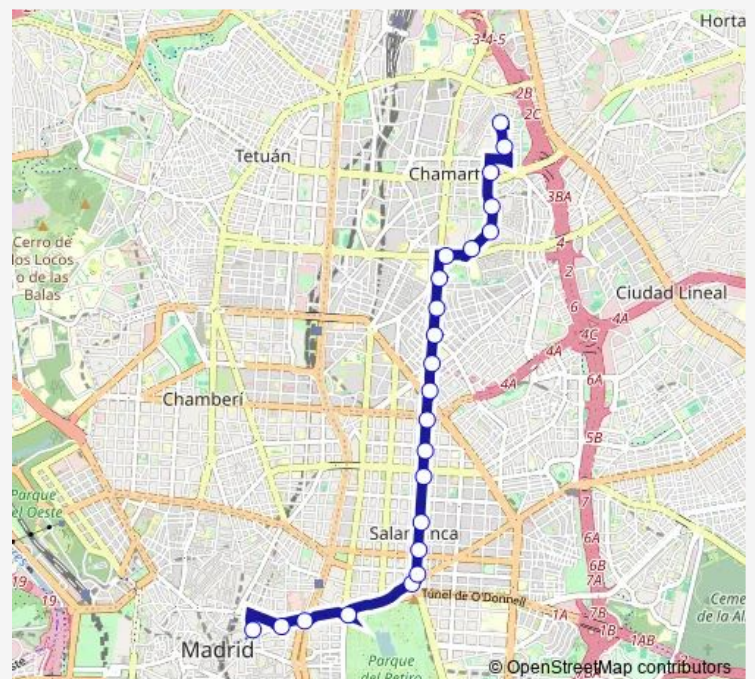 Horta
3-4-5
2B
2C
Tetuán
Chamart
3BA
Cerro de
los Locos
o de las
Balas
4
2
Ciudad Lineal
6
4A
4C
4A
4A
6A
Chamberí
5B
Parque
el Oeste
7
Salar nca
6A
6B
7A
19
19
Túnel de O'Donnell
1A
7B
1B
1AB
Ceme
de la Al
Madrid
Parque
del Retiro
© OpenStreetMap contributors